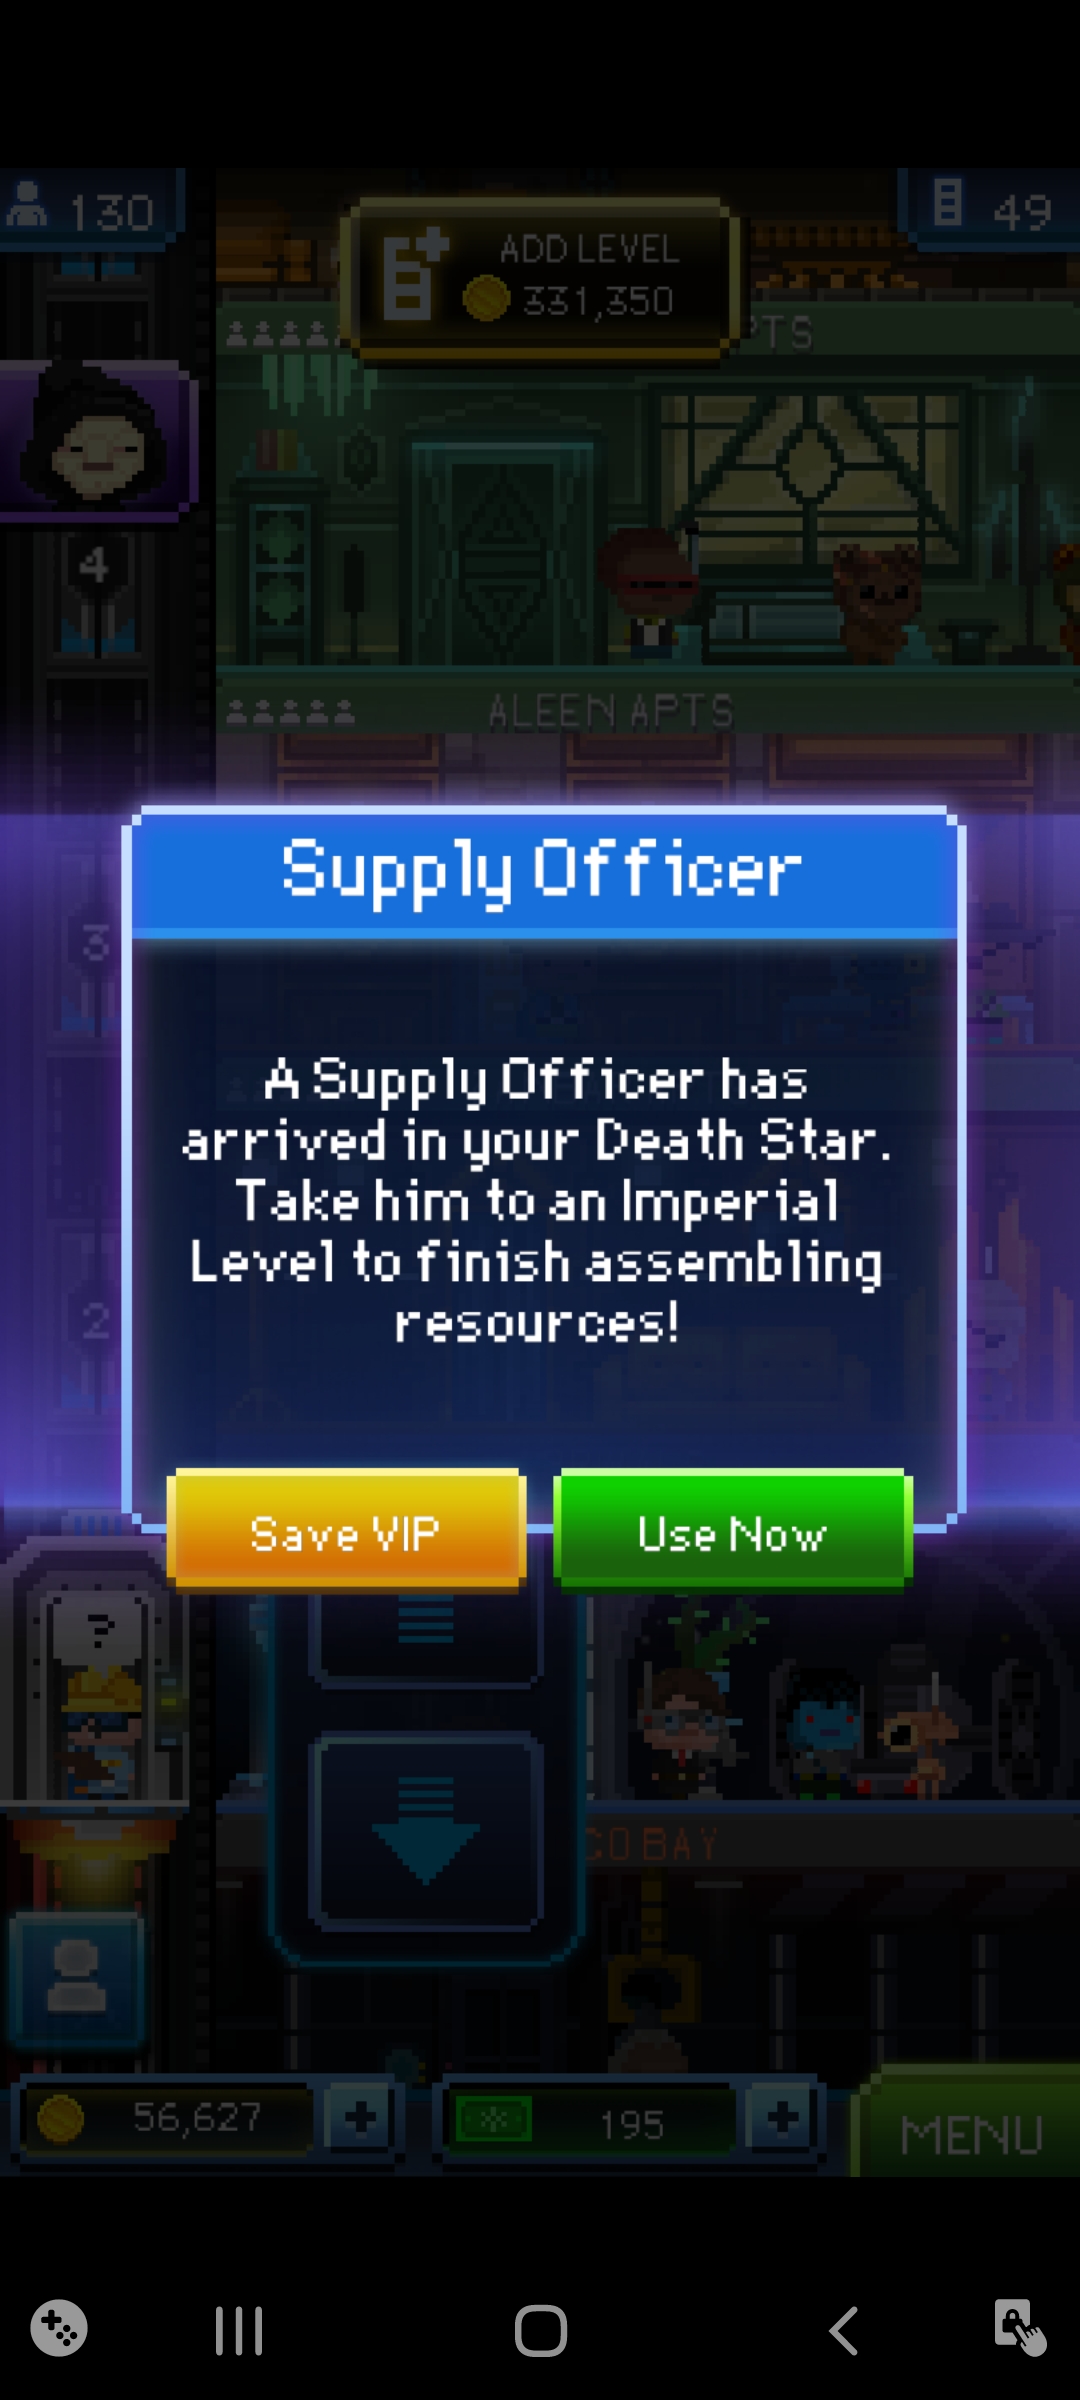 130
ADD LEVEL
331,350
49
PTS
4
ALEEN APTS
Supply Officer
3
A Supply Officer has
arrived in your Death Star.
Take him to an Imperial
Level to finish assembling
resources!
2
Save VIP
Use Now
?
CO BAY
56,627
195
MENU